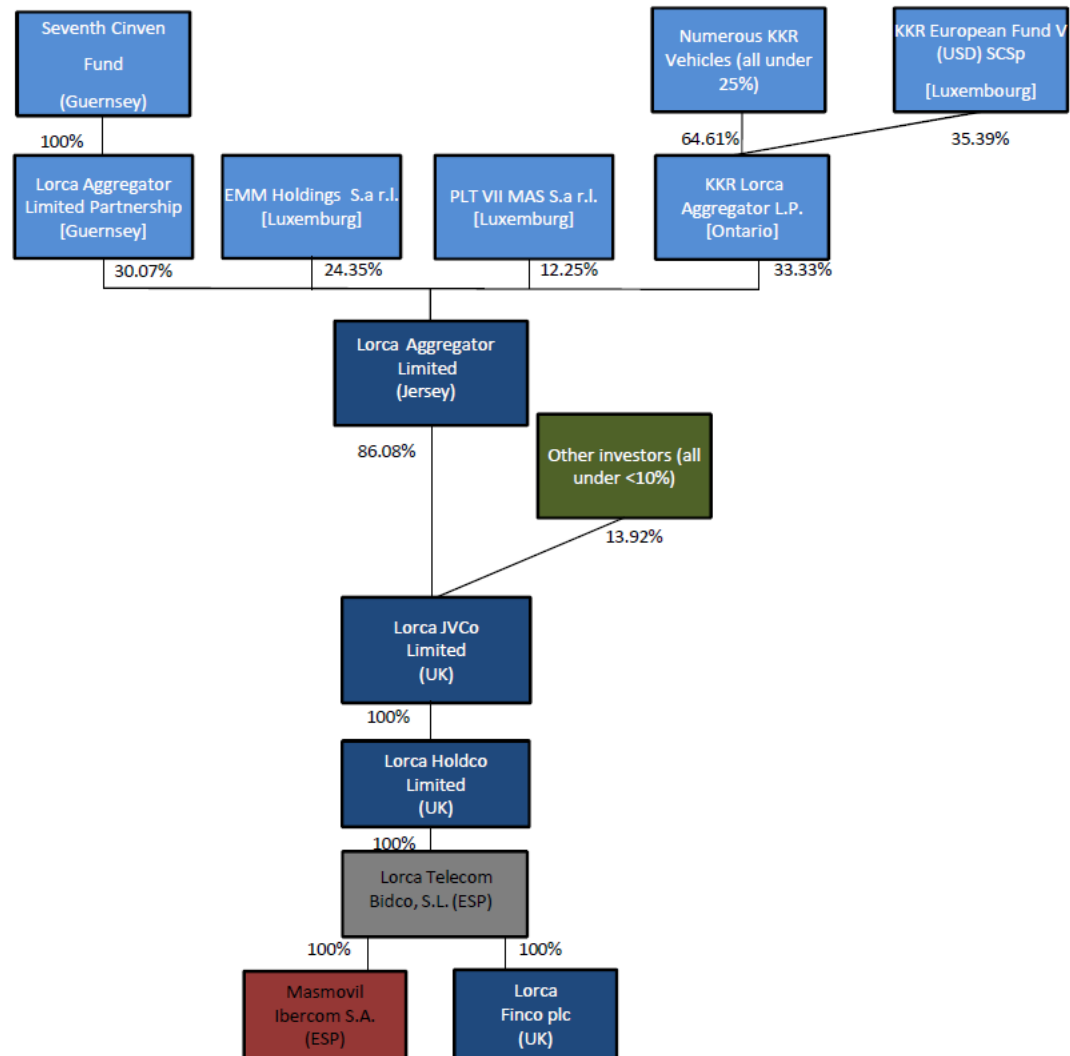 Seventh Cinven
Fund
(Guernsey)
Numerous KKR
Vehicles (all under
25%)
KKR European Fund V
(USD) SCSp
[Luxembourg]
100%
64.61%
35.39%
Lorca Aggregator
Limited Partnership
[Guernsey]
EMM Holdings S.a r.l.
[Luxemburg]
PLT VII MAS S.a r.l.
[Luxemburg]
KKR Lorca
Aggregator L.P.
[Ontario]
30.07%
24.35%
12.25%
33.33%
Lorca Aggregator
Limited
(Jersey)
86.08%
Other investors (all
under <10%)
13.92%
Lorca JVCo
Limited
(UK)
100%
Lorca Holdco
Limited
(UK)
100%
Lorca Telecom
Bidco, S.L. (ESP)
100%
100%
Masmovil
Ibercom S.A.
(ESP)
Lorca
Finco plc
(UK)